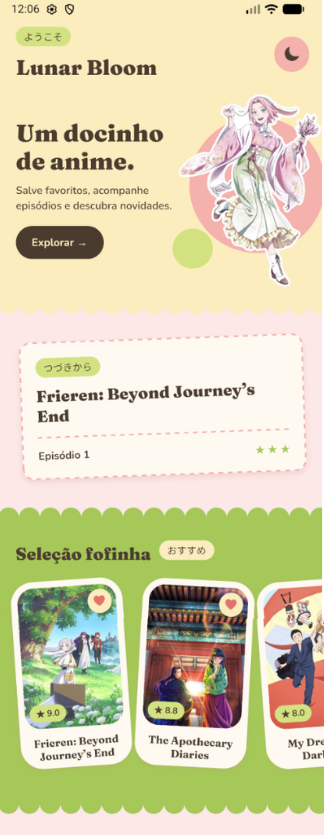 12:06
ようこそ
Lunar Bloom
Um docinho
de anime.
Salve favoritos, acompanhe
episódios e descubra novidades.
Explorar →
つづきから
Frieren: Beyond Journey’s
End
Episódio 1
★★★
Seleção fofinha
おすすめ
★ 9.0
★ 8.8
★ 8.0
Frieren: Beyond
Journey’s End
The Apothecary
Diaries
My Dre
Darl